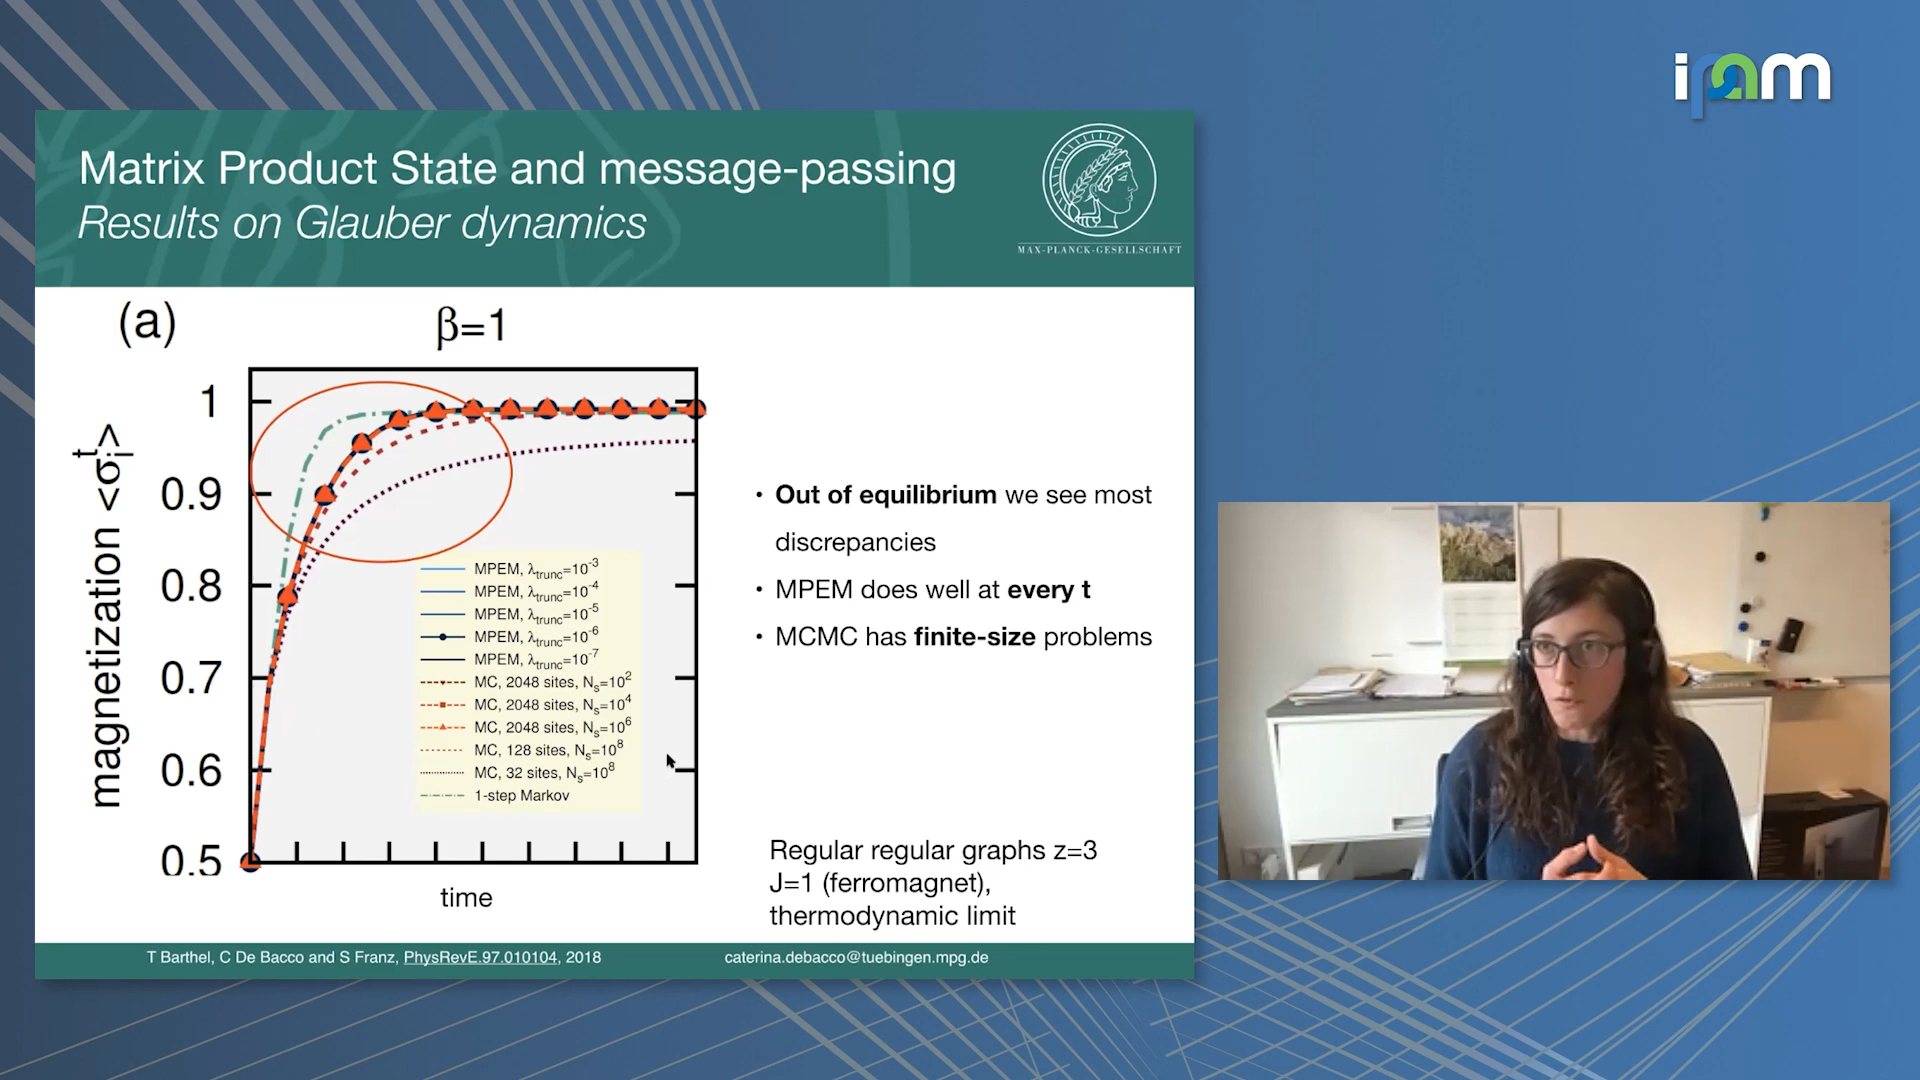 ipam
Matrix Product State and message-passing
Results on Glauber dynamics
MAX-PLANCK-GESELLSCHAFT
(a)
β=1
1
0.9
0.8
0.7
0.6
0.5
magnetization <σᵢᵗ>
time
MPEM, λtrunc=10⁻³
MPEM, λtrunc=10⁻⁴
MPEM, λtrunc=10⁻⁵
MPEM, λtrunc=10⁻⁶
MPEM, λtrunc=10⁻⁷
MC, 2048 sites, Nₛ=10²
MC, 2048 sites, Nₛ=10⁴
MC, 2048 sites, Nₛ=10⁶
MC, 128 sites, Nₛ=10⁸
MC, 32 sites, Nₛ=10⁸
1-step Markov
• Out of equilibrium we see most
discrepancies
• MPEM does well at every t
• MCMC has finite-size problems
Regular regular graphs z=3
J=1 (ferromagnet),
thermodynamic limit
T Barthel, C De Bacco and S Franz, PhysRevE.97.010104, 2018
caterina.debacco@tuebingen.mpg.de